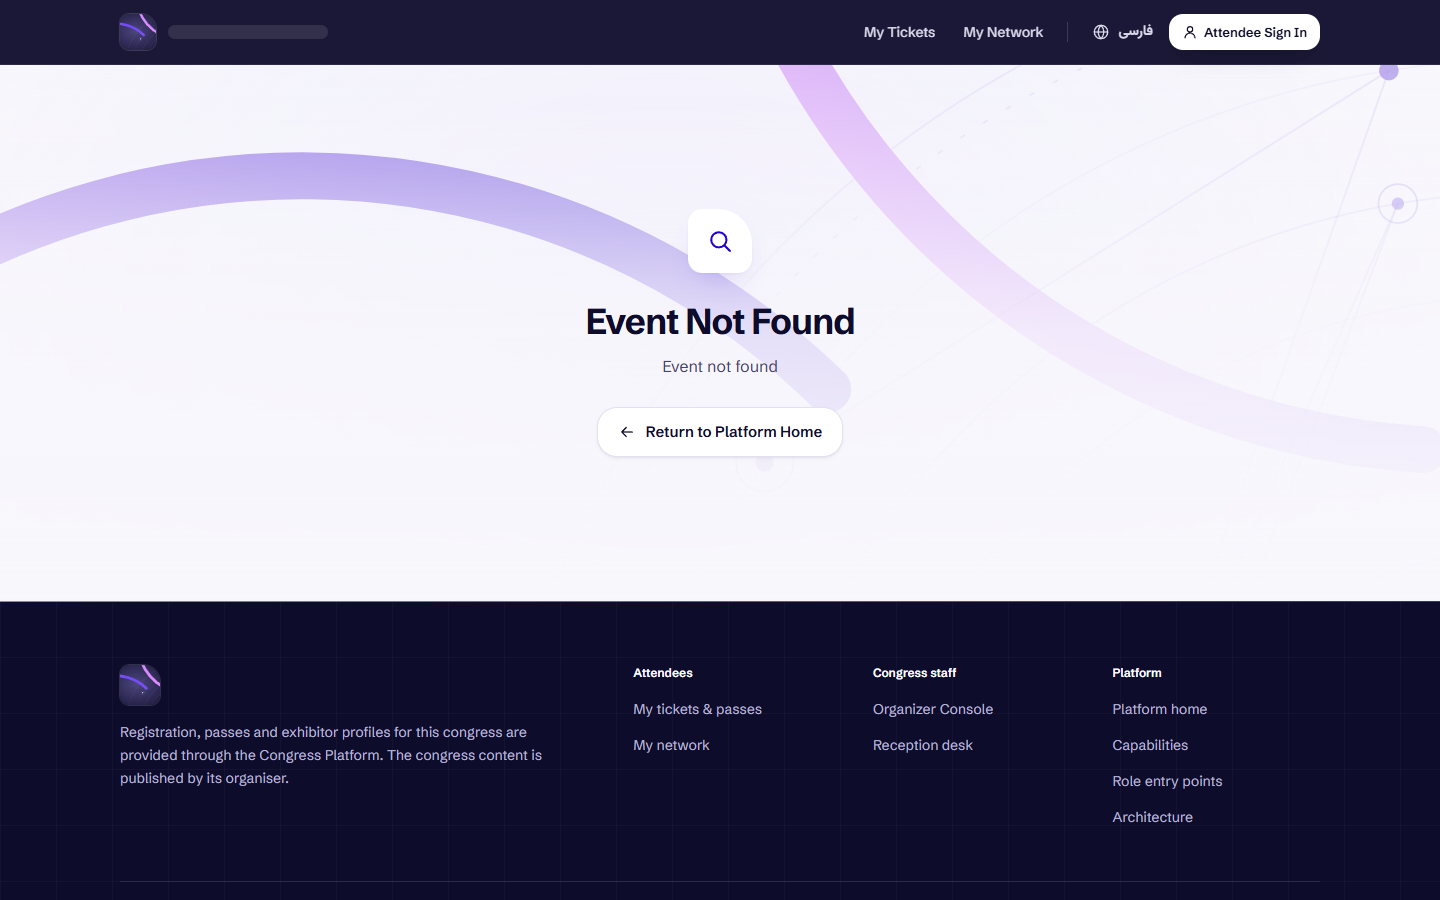 My Tickets
My Network
فارسی
Attendee Sign In
Event Not Found
Event not found
Return to Platform Home
Registration, passes and exhibitor profiles for this congress are
provided through the Congress Platform. The congress content is
published by its organiser.
Attendees
My tickets & passes
My network
Congress staff
Organizer Console
Reception desk
Platform
Platform home
Capabilities
Role entry points
Architecture